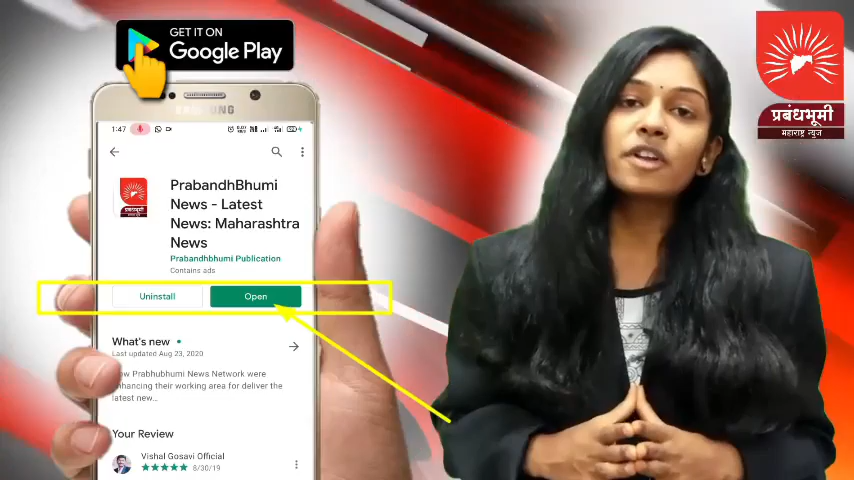 GET IT ON
Google Play
SAMSUNG
1:47
PrabandhBhumi
News - Latest
News: Maharashtra
News
Prabandhbhumi Publication
Contains ads
Uninstall
Open
What's new
Last updated Aug 23, 2020
ow Prabhubhumi News Network were
enhancing their working area for deliver the
latest new...
Your Review
Vishal Gosavi Official
8/30/19
प्रबंधभूमी
महाराष्ट्र न्यूज